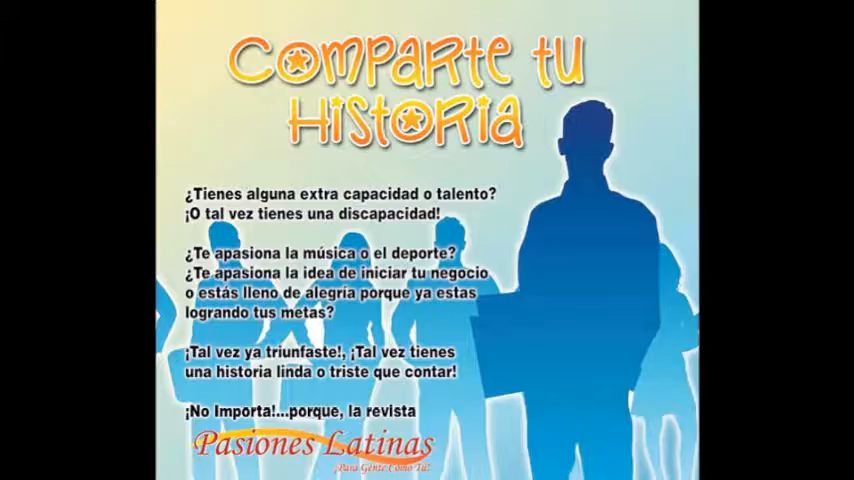 Comparte tu
Historia
¿Tienes alguna extra capacidad o talento?
¡O tal vez tienes una discapacidad!
¿Te apasiona la música o el deporte?
¿Te apasiona la idea de iniciar tu negocio
o estás lleno de alegría porque ya estas
logrando tus metas?
¡Tal vez ya triunfaste!, ¡Tal vez tienes
una historia linda o triste que contar!
¡No Importa!...porque, la revista
Pasiones Latinas
¡Para Gente Como Tu!